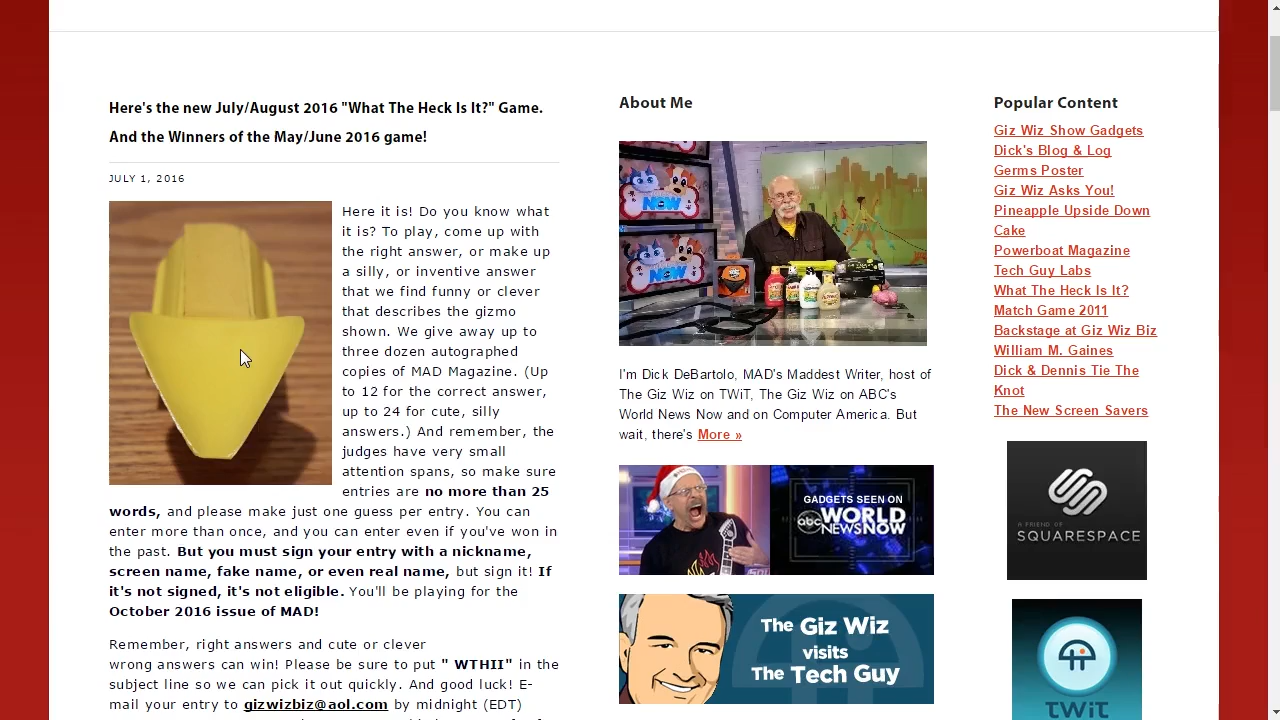 Here's the new July/August 2016 "What The Heck Is It?" Game.
And the Winners of the May/June 2016 game!
JULY 1, 2016
Here it is! Do you know what
it is? To play, come up with
the right answer, or make up
a silly, or inventive answer
that we find funny or clever
that describes the gizmo
shown. We give away up to
three dozen autographed
copies of MAD Magazine. (Up
to 12 for the correct answer,
up to 24 for cute, silly
answers.) And remember, the
judges have very small
attention spans, so make sure
entries are no more than 25
words, and please make just one guess per entry. You can
enter more than once, and you can enter even if you've won in
the past. But you must sign your entry with a nickname,
screen name, fake name, or even real name, but sign it! If
it's not signed, it's not eligible. You'll be playing for the
October 2016 issue of MAD!
Remember, right answers and cute or clever
wrong answers can win! Please be sure to put " WTHII" in the
subject line so we can pick it out quickly. And good luck! E-
mail your entry to gizwizbiz@aol.com by midnight (EDT)
About Me
NOW
NOW
I'm Dick DeBartolo, MAD's Maddest Writer, host of
The Giz Wiz on TWiT, The Giz Wiz on ABC's
World News Now and on Computer America. But
wait, there's More »
GADGETS SEEN ON
abc WORLD
NEWS NOW
The Giz Wiz
visits
The Tech Guy
Popular Content
Giz Wiz Show Gadgets
Dick's Blog & Log
Germs Poster
Giz Wiz Asks You!
Pineapple Upside Down
Cake
Powerboat Magazine
Tech Guy Labs
What The Heck Is It?
Match Game 2011
Backstage at Giz Wiz Biz
William M. Gaines
Dick & Dennis Tie The
Knot
The New Screen Savers
A FRIEND OF
SQUARESPACE
TWiT